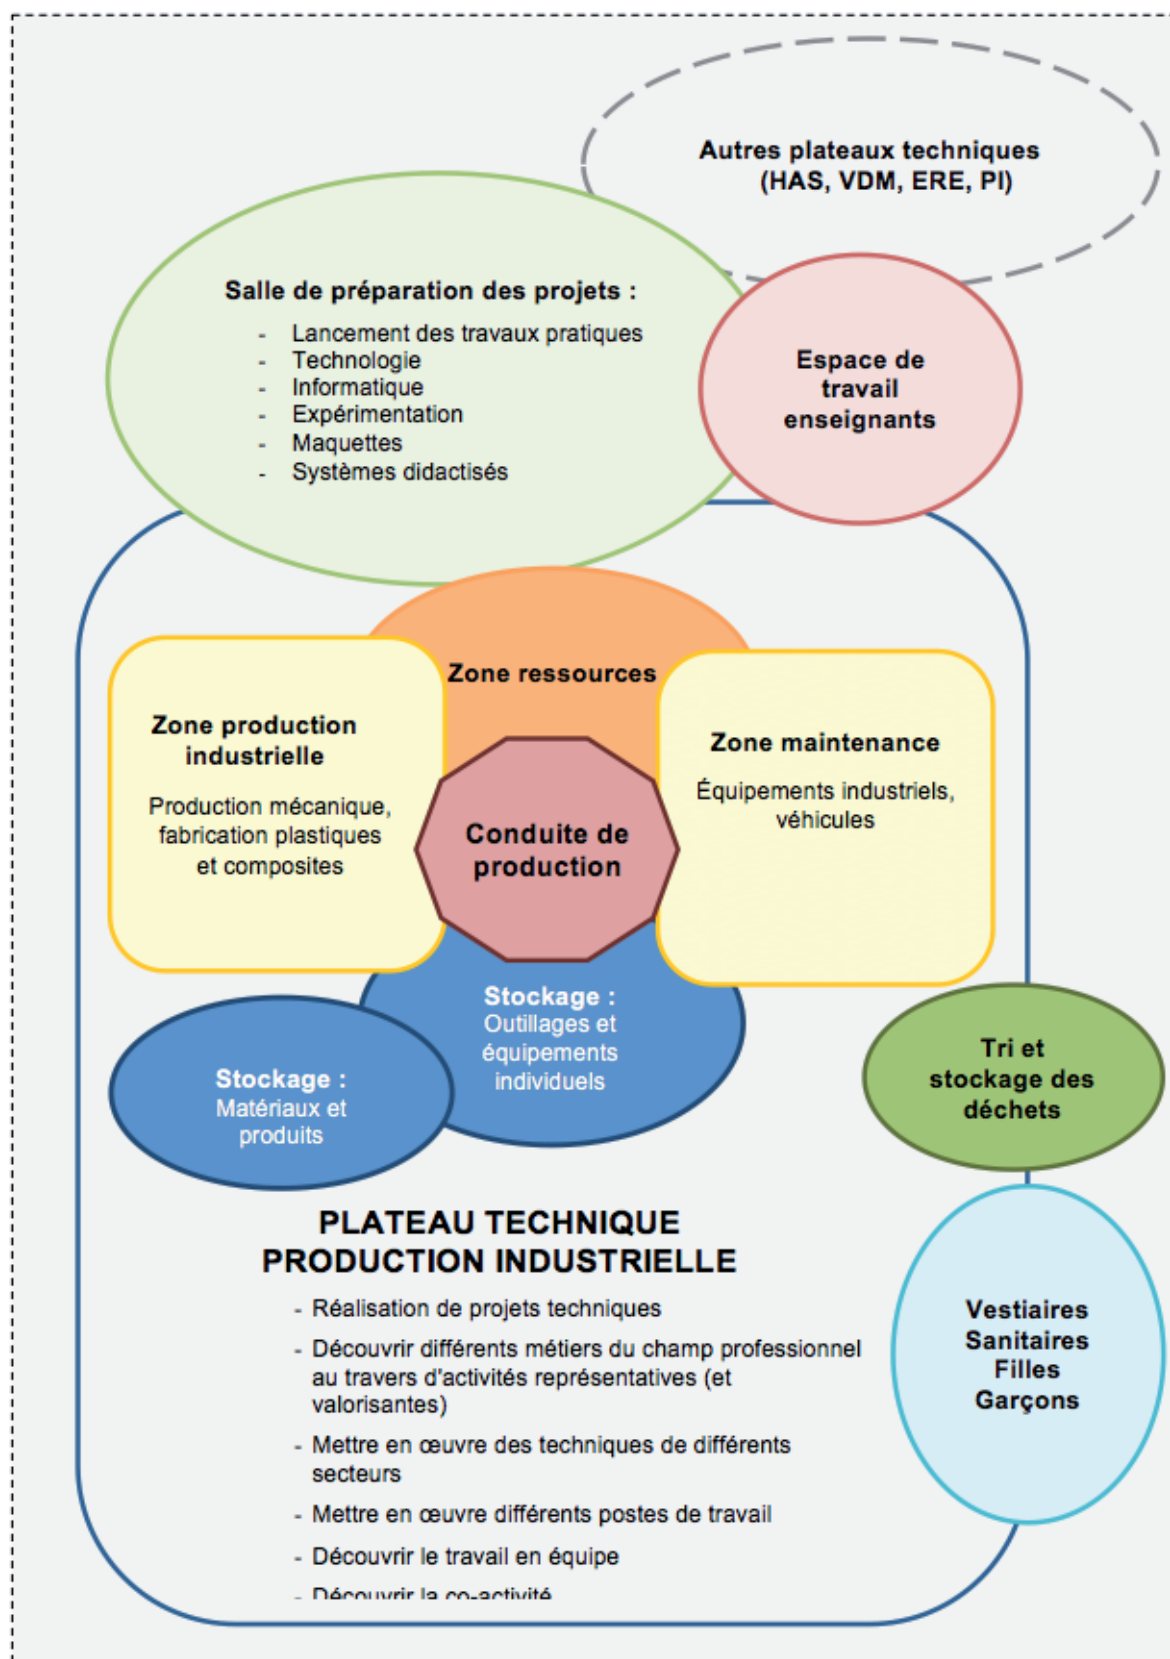 Autres plateaux techniques
(HAS, VDM, ERE, PI)
Salle de préparation des projets :
- Lancement des travaux pratiques
- Technologie
- Informatique
- Expérimentation
- Maquettes
- Systèmes didactisés
Espace de
travail
enseignants
Zone ressources
Zone production
industrielle
Production mécanique,
fabrication plastiques
et composites
Zone maintenance
Équipements industriels,
véhicules
Conduite de
production
Stockage :
Outillages et
équipements
individuels
Stockage :
Matériaux et
produits
Tri et
stockage des
déchets
PLATEAU TECHNIQUE
PRODUCTION INDUSTRIELLE
- Réalisation de projets techniques
- Découvrir différents métiers du champ professionnel
au travers d'activités représentatives (et
valorisantes)
- Mettre en œuvre des techniques de différents
secteurs
- Mettre en œuvre différents postes de travail
- Découvrir le travail en équipe
- Découvrir la co-activité
Vestiaires
Sanitaires
Filles
Garçons